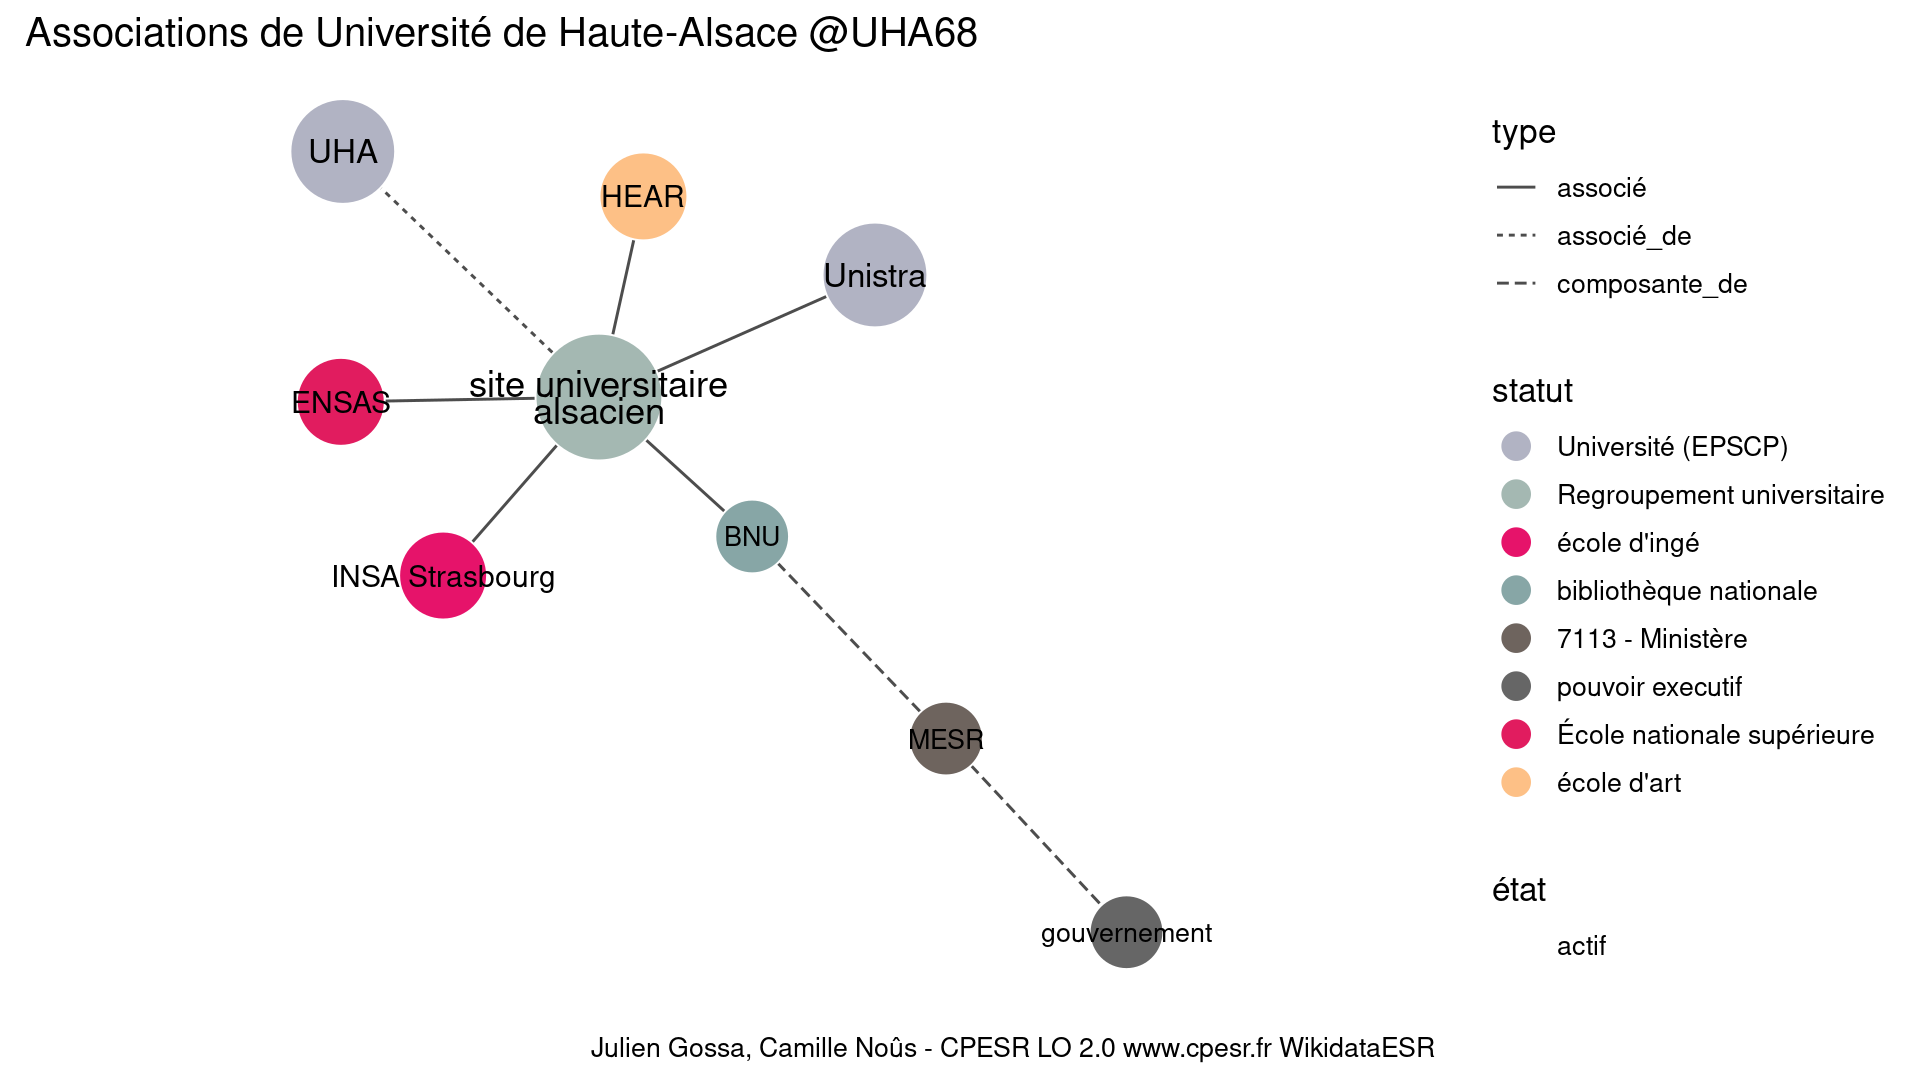 Associations de Université de Haute-Alsace @UHA68
UHA
HEAR
Unistra
site universitaire
alsacien
ENSAS
INSA Strasbourg
BNU
MESR
gouvernement
type
associé
associé_de
composante_de
statut
Université (EPSCP)
Regroupement universitaire
école d'ingé
bibliothèque nationale
7113 - Ministère
pouvoir executif
École nationale supérieure
école d'art
état
actif
Julien Gossa, Camille Noûs - CPESR LO 2.0 www.cpesr.fr WikidataESR